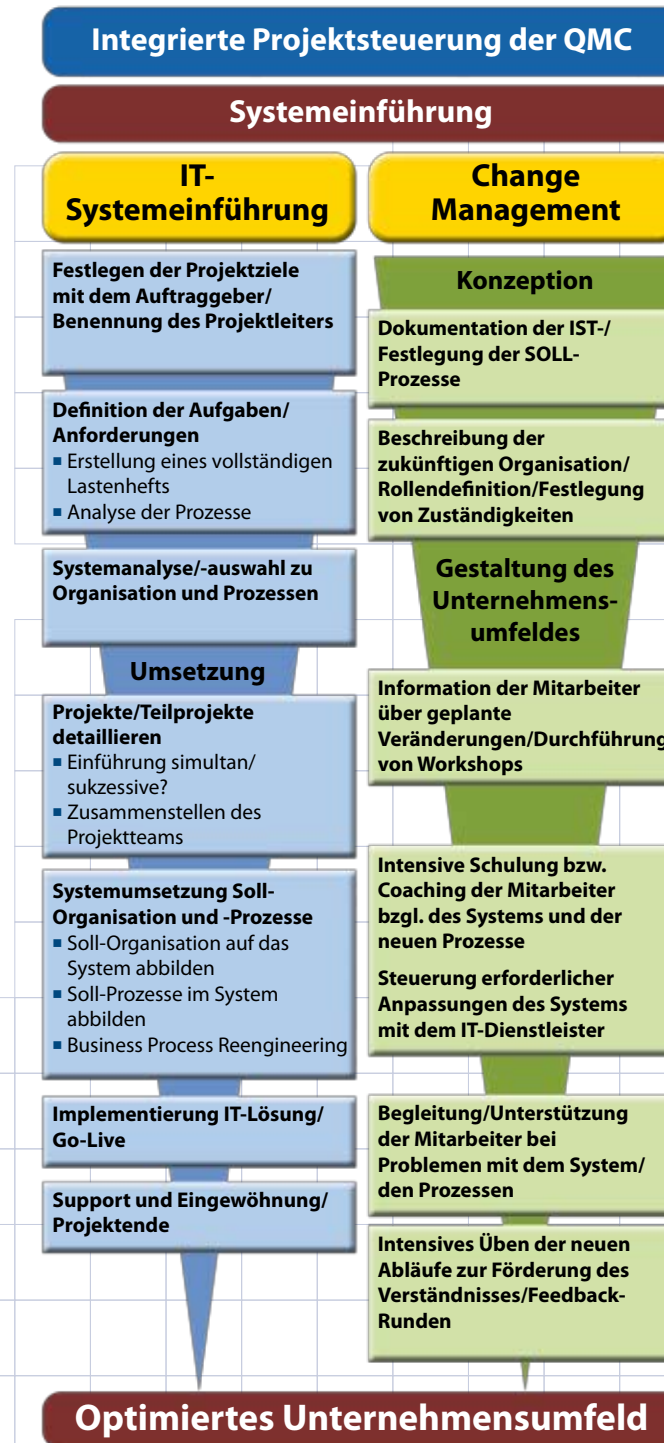 Integrierte Projektsteuerung der QMC
Systemeinführung
IT-
Systemeinführung
Festlegen der Projektziele
mit dem Auftraggeber/
Benennung des Projektleiters
Definition der Aufgaben/
Anforderungen
▪ Erstellung eines vollständigen
Lastenhefts
▪ Analyse der Prozesse
Systemanalyse/-auswahl zu
Organisation und Prozessen
Umsetzung
Projekte/Teilprojekte
detaillieren
▪ Einführung simultan/
sukzessive?
▪ Zusammenstellen des
Projektteams
Systemumsetzung Soll-
Organisation und -Prozesse
▪ Soll-Organisation auf das
System abbilden
▪ Soll-Prozesse im System
abbilden
▪ Business Process Reengineering
Implementierung IT-Lösung/
Go-Live
Support und Eingewöhnung/
Projektende
Change
Management
Konzeption
Dokumentation der IST-/
Festlegung der SOLL-
Prozesse
Beschreibung der
zukünftigen Organisation/
Rollendefinition/Festlegung
von Zuständigkeiten
Gestaltung des
Unternehmens-
umfeldes
Information der Mitarbeiter
über geplante
Veränderungen/Durchführung
von Workshops
Intensive Schulung bzw.
Coaching der Mitarbeiter
bzgl. des Systems und der
neuen Prozesse
Steuerung erforderlicher
Anpassungen des Systems
mit dem IT-Dienstleister
Begleitung/Unterstützung
der Mitarbeiter bei
Problemen mit dem System/
den Prozessen
Intensives Üben der neuen
Abläufe zur Förderung des
Verständnisses/Feedback-
Runden
Optimiertes Unternehmensumfeld